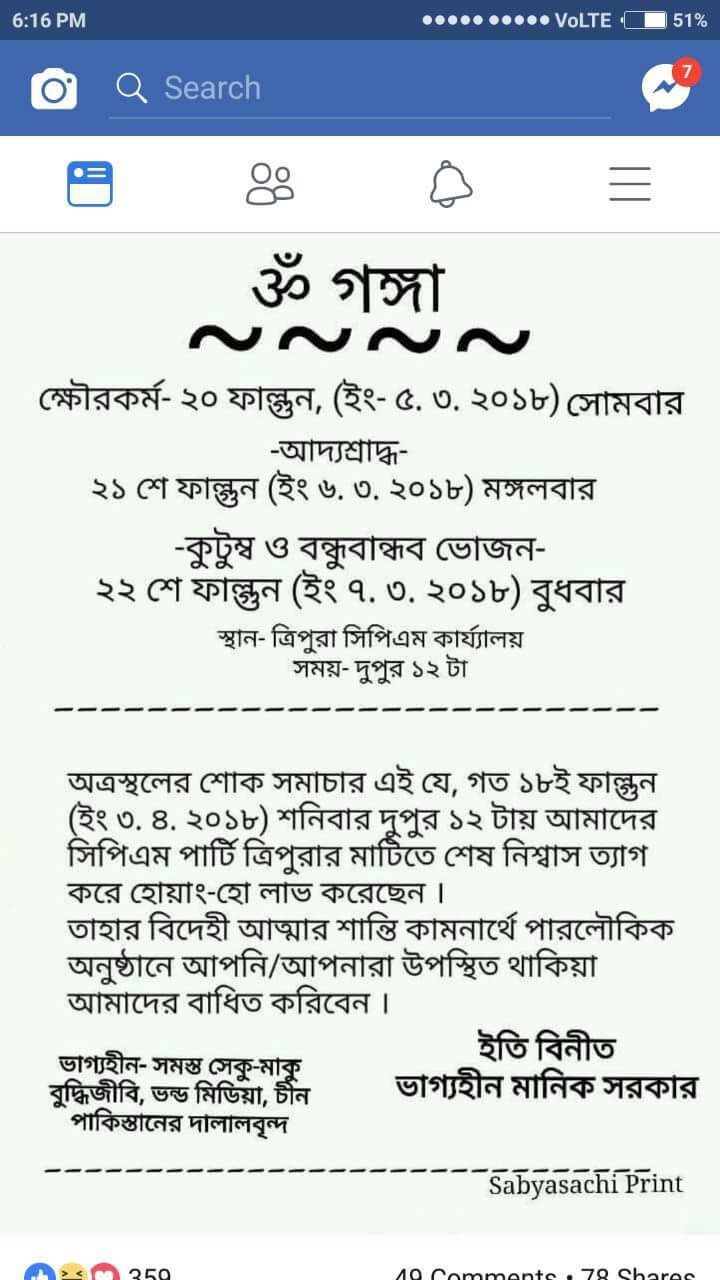 6:16 PM
VoLTE 51%
Search
7
ॐ গঙ্গা
~ ~ ~ ~
ক্ষৌরকর্ম- ২০ ফাল্গুন, (ইং- ৫. ৩. ২০১৮) সোমবার
-আদ্যশ্রাদ্ধ-
২১ শে ফাল্গুন (ইং ৬. ৩. ২০১৮) মঙ্গলবার
-কুটুম্ব ও বন্ধুবান্ধব ভোজন-
২২ শে ফাল্গুন (ইং ৭. ৩. ২০১৮) বুধবার
স্থান- ত্রিপুরা সিপিএম কার্য্যালয়
সময়- দুপুর ১২ টা
অত্রস্থলের শোক সমাচার এই যে, গত ১৮ই ফাল্গুন
(ইং ৩. ৪. ২০১৮) শনিবার দুপুর ১২ টায় আমাদের
সিপিএম পার্টি ত্রিপুরার মাটিতে শেষ নিশ্বাস ত্যাগ
করে হোয়াং-হো লাভ করেছেন ।
তাহার বিদেহী আত্মার শান্তি কামনার্থে পারলৌকিক
অনুষ্ঠানে আপনি/আপনারা উপস্থিত থাকিয়া
আমাদের বাধিত করিবেন ।
ইতি বিনীত
ভাগ্যহীন মানিক সরকার
ভাগ্যহীন- সমস্ত সেকু-মাকু
বুদ্ধিজীবি, ভন্ড মিডিয়া, চীন
পাকিস্তানের দালালবৃন্দ
Sabyasachi Print
359
49 Comments • 78 Shares